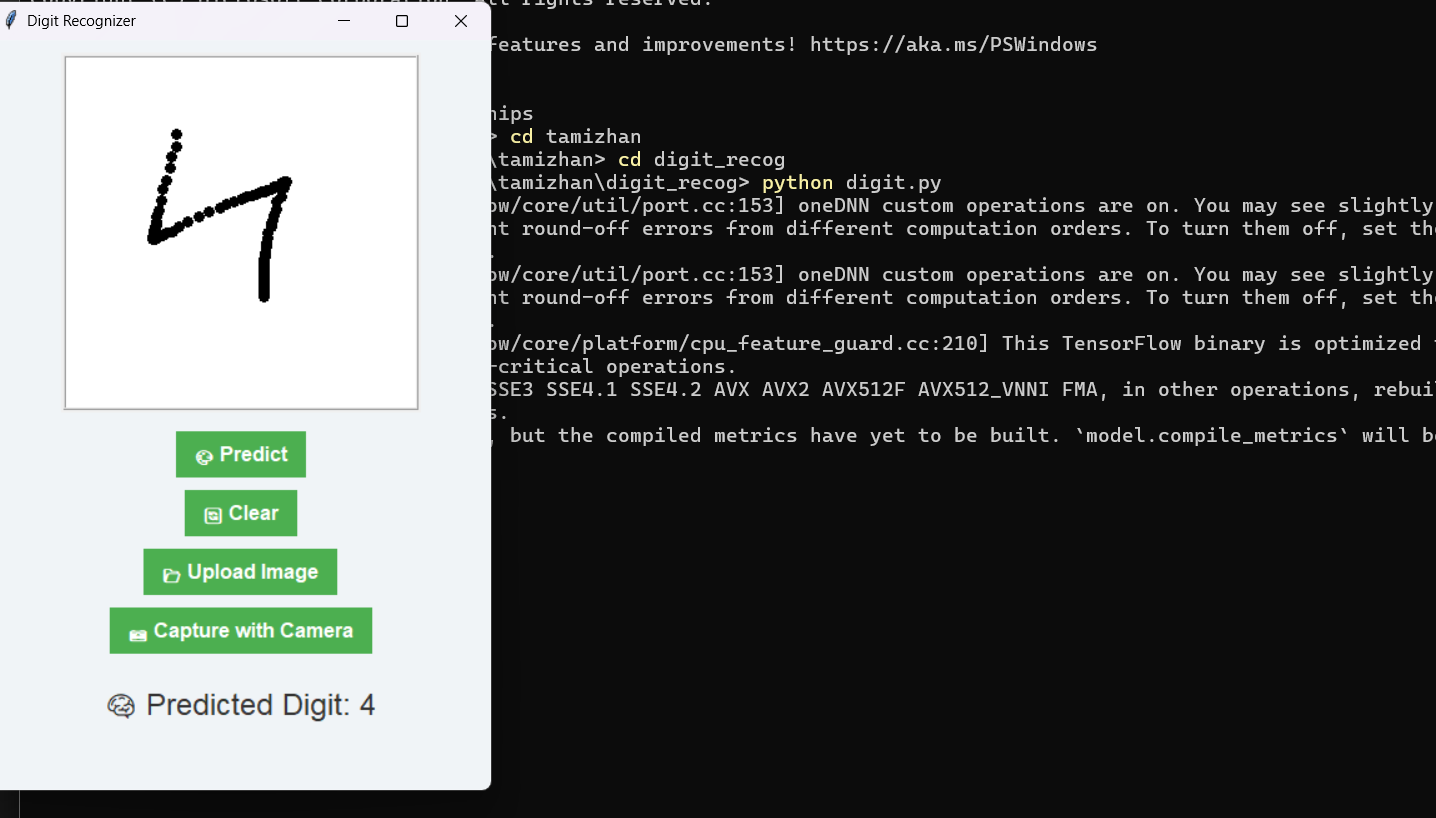 Digit Recognizer
4
Predict
Clear
Upload Image
Capture with Camera
Predicted Digit: 4
rights reserved.
features and improvements! https://aka.ms/PSWindows
hips
> cd tamizhan
\tamizhan> cd digit_recog
\tamizhan\digit_recog> python digit.py
ow/core/util/port.cc:153] oneDNN custom operations are on. You may see slightly
nt round-off errors from different computation orders. To turn them off, set the
.
ow/core/util/port.cc:153] oneDNN custom operations are on. You may see slightly
nt round-off errors from different computation orders. To turn them off, set the
.
ow/core/platform/cpu_feature_guard.cc:210] This TensorFlow binary is optimized
-critical operations.
SSE3 SSE4.1 SSE4.2 AVX AVX2 AVX512F AVX512_VNNI FMA, in other operations, rebui
s.
, but the compiled metrics have yet to be built. `model.compile_metrics` will be